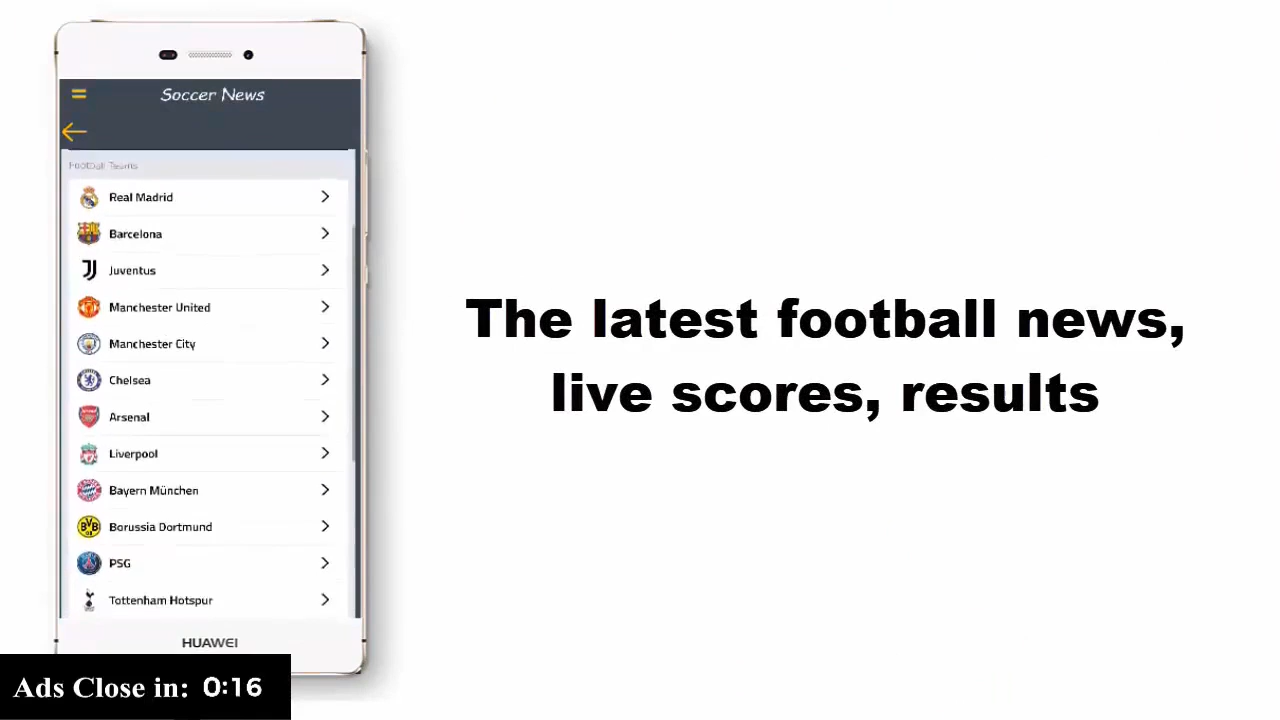 Soccer News
Football Teams
Real Madrid
Barcelona
Juventus
Manchester United
Manchester City
Chelsea
Arsenal
Liverpool
Bayern München
Borussia Dortmund
PSG
Tottenham Hotspur
HUAWEI
The latest football news,
live scores, results
Ads Close in: 0:16